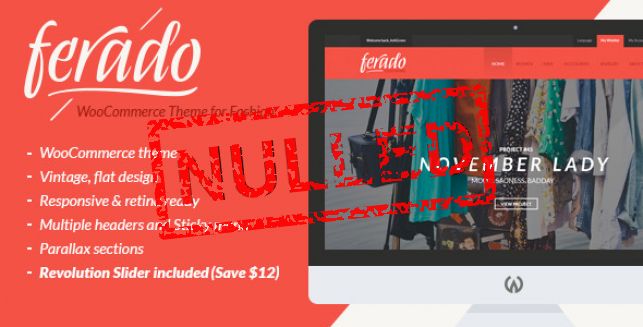 ferado
WooCommerce Theme for Fashion
- WooCommerce theme
- Vintage, flat design
- Responsive & retina ready
- Multiple headers and Sticky
- Parallax sections
- Revolution Slider included (Save $12)
NULLED
ferado
HOME
PROJECT #45
NOVEMBER LADY
VIEW PROJECT